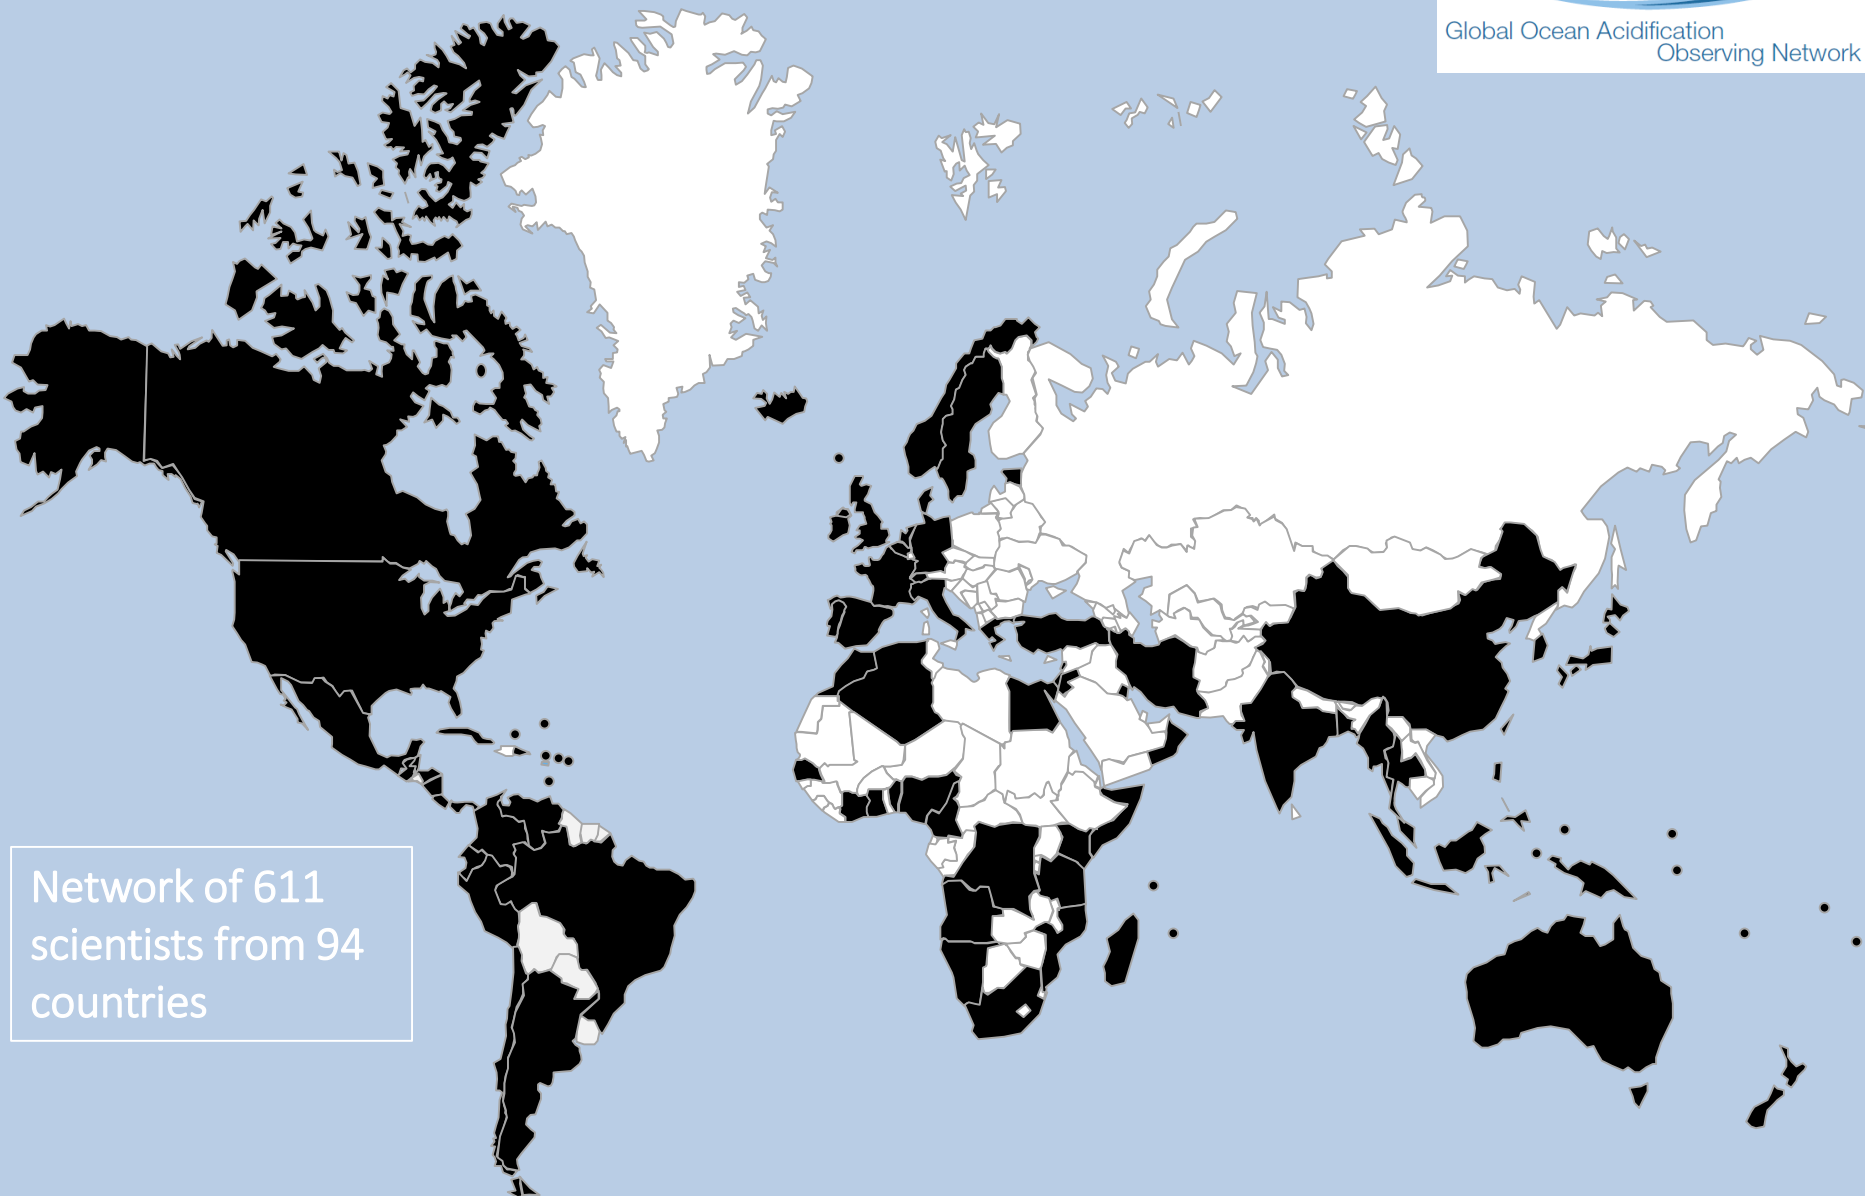 Global Ocean Acidification
Observing Network
Network of 611
scientists from 94
countries